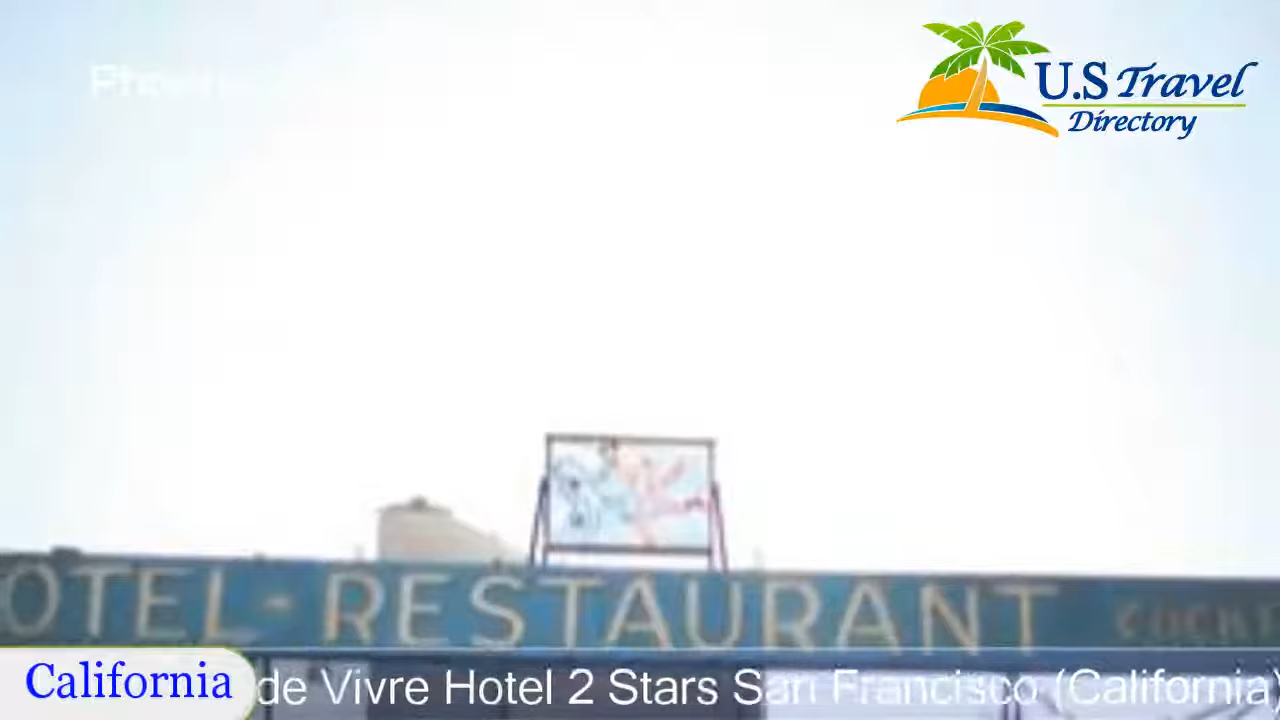 U.S Travel
Directory
OTEL-RESTAURANT
California
de Vivre Hotel 2 Stars San Francisco (California)